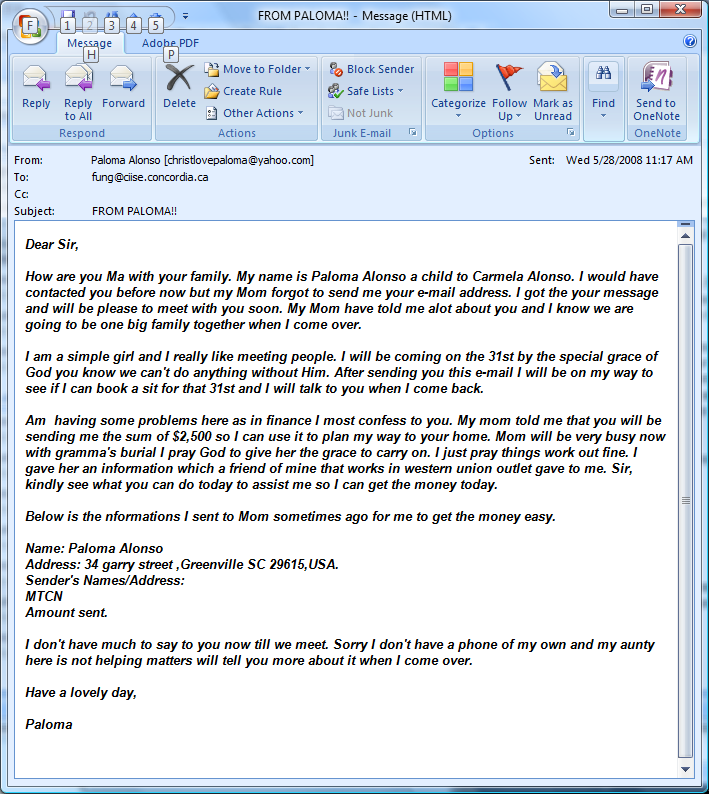 F
1
2
3
4
5
FROM PALOMA!! - Message (HTML)
Message
Adobe PDF
H
P
Reply
Reply to All
Forward
Respond
Delete
Move to Folder
Create Rule
Other Actions
Actions
Block Sender
Safe Lists
Not Junk
Junk E-mail
Categorize
Follow Up
Mark as Unread
Options
Find
Send to OneNote
OneNote
From: Paloma Alonso [christlovepaloma@yahoo.com] Sent: Wed 5/28/2008 11:17 AM
To: fung@ciise.concordia.ca
Cc:
Subject: FROM PALOMA!!
Dear Sir,
How are you Ma with your family. My name is Paloma Alonso a child to Carmela Alonso. I would have
contacted you before now but my Mom forgot to send me your e-mail address. I got the your message
and will be please to meet with you soon. My Mom have told me alot about you and I know we are
going to be one big family together when I come over.
I am a simple girl and I really like meeting people. I will be coming on the 31st by the special grace of
God you know we can't do anything without Him. After sending you this e-mail I will be on my way to
see if I can book a sit for that 31st and I will talk to you when I come back.
Am  having some problems here as in finance I most confess to you. My mom told me that you will be
sending me the sum of $2,500 so I can use it to plan my way to your home. Mom will be very busy now
with gramma's burial I pray God to give her the grace to carry on. I just pray things work out fine. I
gave her an information which a friend of mine that works in western union outlet gave to me. Sir,
kindly see what you can do today to assist me so I can get the money today.
Below is the nformations I sent to Mom sometimes ago for me to get the money easy.
Name: Paloma Alonso
Address: 34 garry street ,Greenville SC 29615,USA.
Sender's Names/Address:
MTCN
Amount sent.
I don't have much to say to you now till we meet. Sorry I don't have a phone of my own and my aunty
here is not helping matters will tell you more about it when I come over.
Have a lovely day,
Paloma